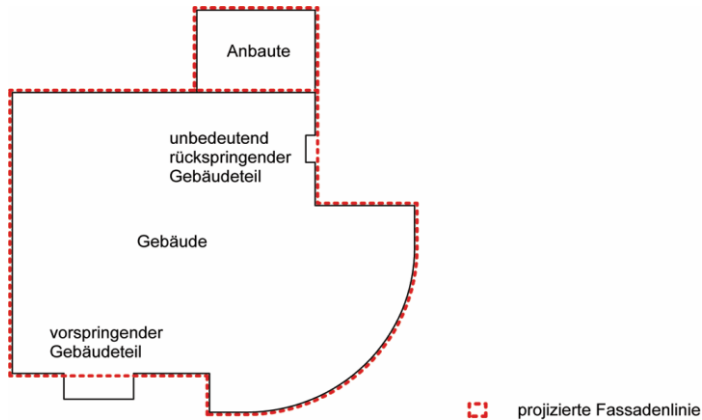 Anbaute
unbedeutend
rückspringender
Gebäudeteil
Gebäude
vorspringender
Gebäudeteil
projizierte Fassadenlinie